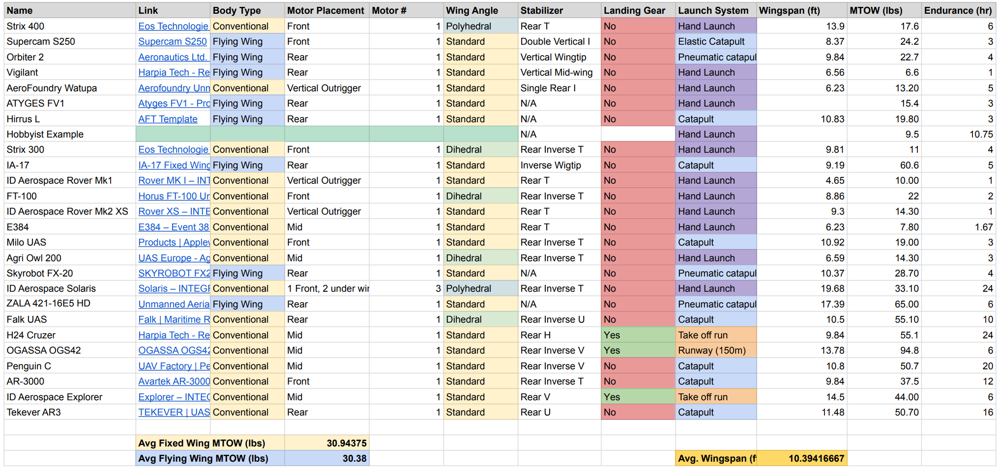 Name Link Body Type Motor Placement Motor # Wing Angle Stabilizer Landing Gear Launch System Wingspan (ft) MTOW (lbs) Endurance (hr)
Strix 400 Eos Technologie Conventional Front 1 Polyhedral Rear T No Hand Launch 13.9 17.6 6
Supercam S250 Supercam S250 Flying Wing Front 1 Standard Double Vertical I No Elastic Catapult 8.37 24.2 3
Orbiter 2 Aeronautics Ltd. Flying Wing Rear 1 Standard Vertical Wingtip No Pneumatic catapul 9.84 22.7 4
Vigilant Harpia Tech - Re Flying Wing Rear 1 Standard Vertical Mid-wing No Hand Launch 6.56 6.6 1
AeroFoundry Watupa Aerofoundry Unm Conventional Vertical Outrigger 1 Standard Single Rear I No Hand Launch 6.23 13.20 5
ATYGES FV1 Atyges FV1 - Pro Flying Wing Rear 1 Standard N/A No Hand Launch 15.4 3
Hirrus L AFT Template Flying Wing Rear 1 Standard N/A No Catapult 10.83 19.80 3
Hobbyist Example N/A Hand Launch 9.5 10.75
Strix 300 Eos Technologie Conventional Front 1 Dihedral Rear Inverse T No Hand Launch 9.81 11 4
IA-17 IA-17 Fixed Wing Flying Wing Rear 1 Standard Inverse Wigtip No Catapult 9.19 60.6 5
ID Aerospace Rover Mk1 Rover MK I – INT Conventional Vertical Outrigger 1 Standard Rear T No Hand Launch 4.65 10.00 1
FT-100 Horus FT-100 Un Conventional Front 1 Dihedral Rear Inverse T No Hand Launch 8.86 22 2
ID Aerospace Rover Mk2 XS Rover XS – INTE Conventional Vertical Outrigger 1 Standard Rear T No Hand Launch 9.3 14.30 1
E384 E384 – Event 38 Conventional Mid 1 Standard Rear T No Hand Launch 6.23 7.80 1.67
Milo UAS Products | Applew Conventional Front 1 Standard Rear Inverse T No Catapult 10.92 19.00 3
Agri Owl 200 UAS Europe - Ag Conventional Mid 1 Dihedral Rear Inverse T No Hand Launch 6.59 14.30 3
Skyrobot FX-20 SKYROBOT FX2 Flying Wing Rear 1 Standard N/A No Pneumatic catapul 10.37 28.70 4
ID Aerospace Solaris Solaris – INTEGR Conventional 1 Front, 2 under win 3 Polyhedral Rear Inverse T No Hand Launch 19.68 33.10 24
ZALA 421-16E5 HD Unmanned Aeria Flying Wing Rear 1 Standard N/A No Pneumatic catapul 17.39 65.00 6
Falk UAS Falk | Maritime R Conventional Rear 1 Dihedral Rear Inverse U No Catapult 10.5 55.10 10
H24 Cruzer Harpia Tech - Re Conventional Mid 1 Standard Rear H Yes Take off run 9.84 55.1 24
OGASSA OGS42 OGASSA OGS42 Conventional Mid 1 Standard Rear Inverse V Yes Runway (150m) 13.78 94.8 6
Penguin C UAV Factory | Pe Conventional Mid 1 Standard Rear Inverse V No Catapult 10.8 50.7 20
AR-3000 Avartek AR-3000 Conventional Front 1 Standard Rear Inverse T No Catapult 9.84 37.5 12
ID Aerospace Explorer Explorer – INTEG Conventional Mid 1 Standard Rear V Yes Take off run 14.5 44.00 6
Tekever AR3 TEKEVER | UAS Conventional Rear 1 Standard Rear U No Catapult 11.48 50.70 16
Avg Fixed Wing MTOW (lbs) 30.94375
Avg Flying Wing MTOW (lbs) 30.38 Avg. Wingspan (f 10.39416667